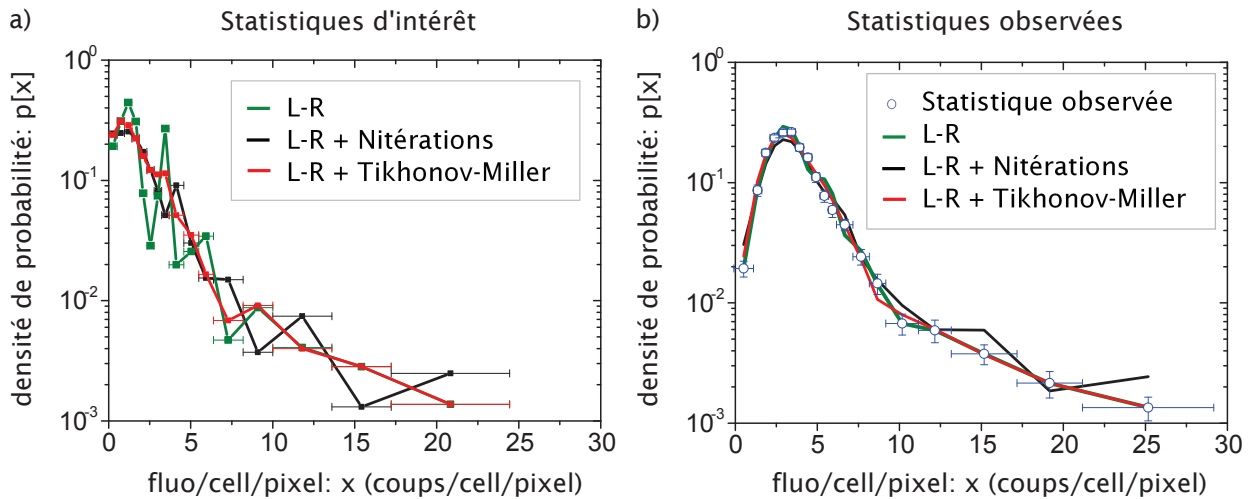 a)
Statistiques d'intérêt
densité de probabilité: p[x]
10^0
10^-1
10^-2
10^-3
0 5 10 15 20 25 30
fluo/cell/pixel: x (coups/cell/pixel)
L-R
L-R + Nitérations
L-R + Tikhonov-Miller
b)
Statistiques observées
densité de probabilité: p[x]
10^0
10^-1
10^-2
10^-3
0 5 10 15 20 25 30
fluo/cell/pixel: x (coups/cell/pixel)
Statistique observée
L-R
L-R + Nitérations
L-R + Tikhonov-Miller